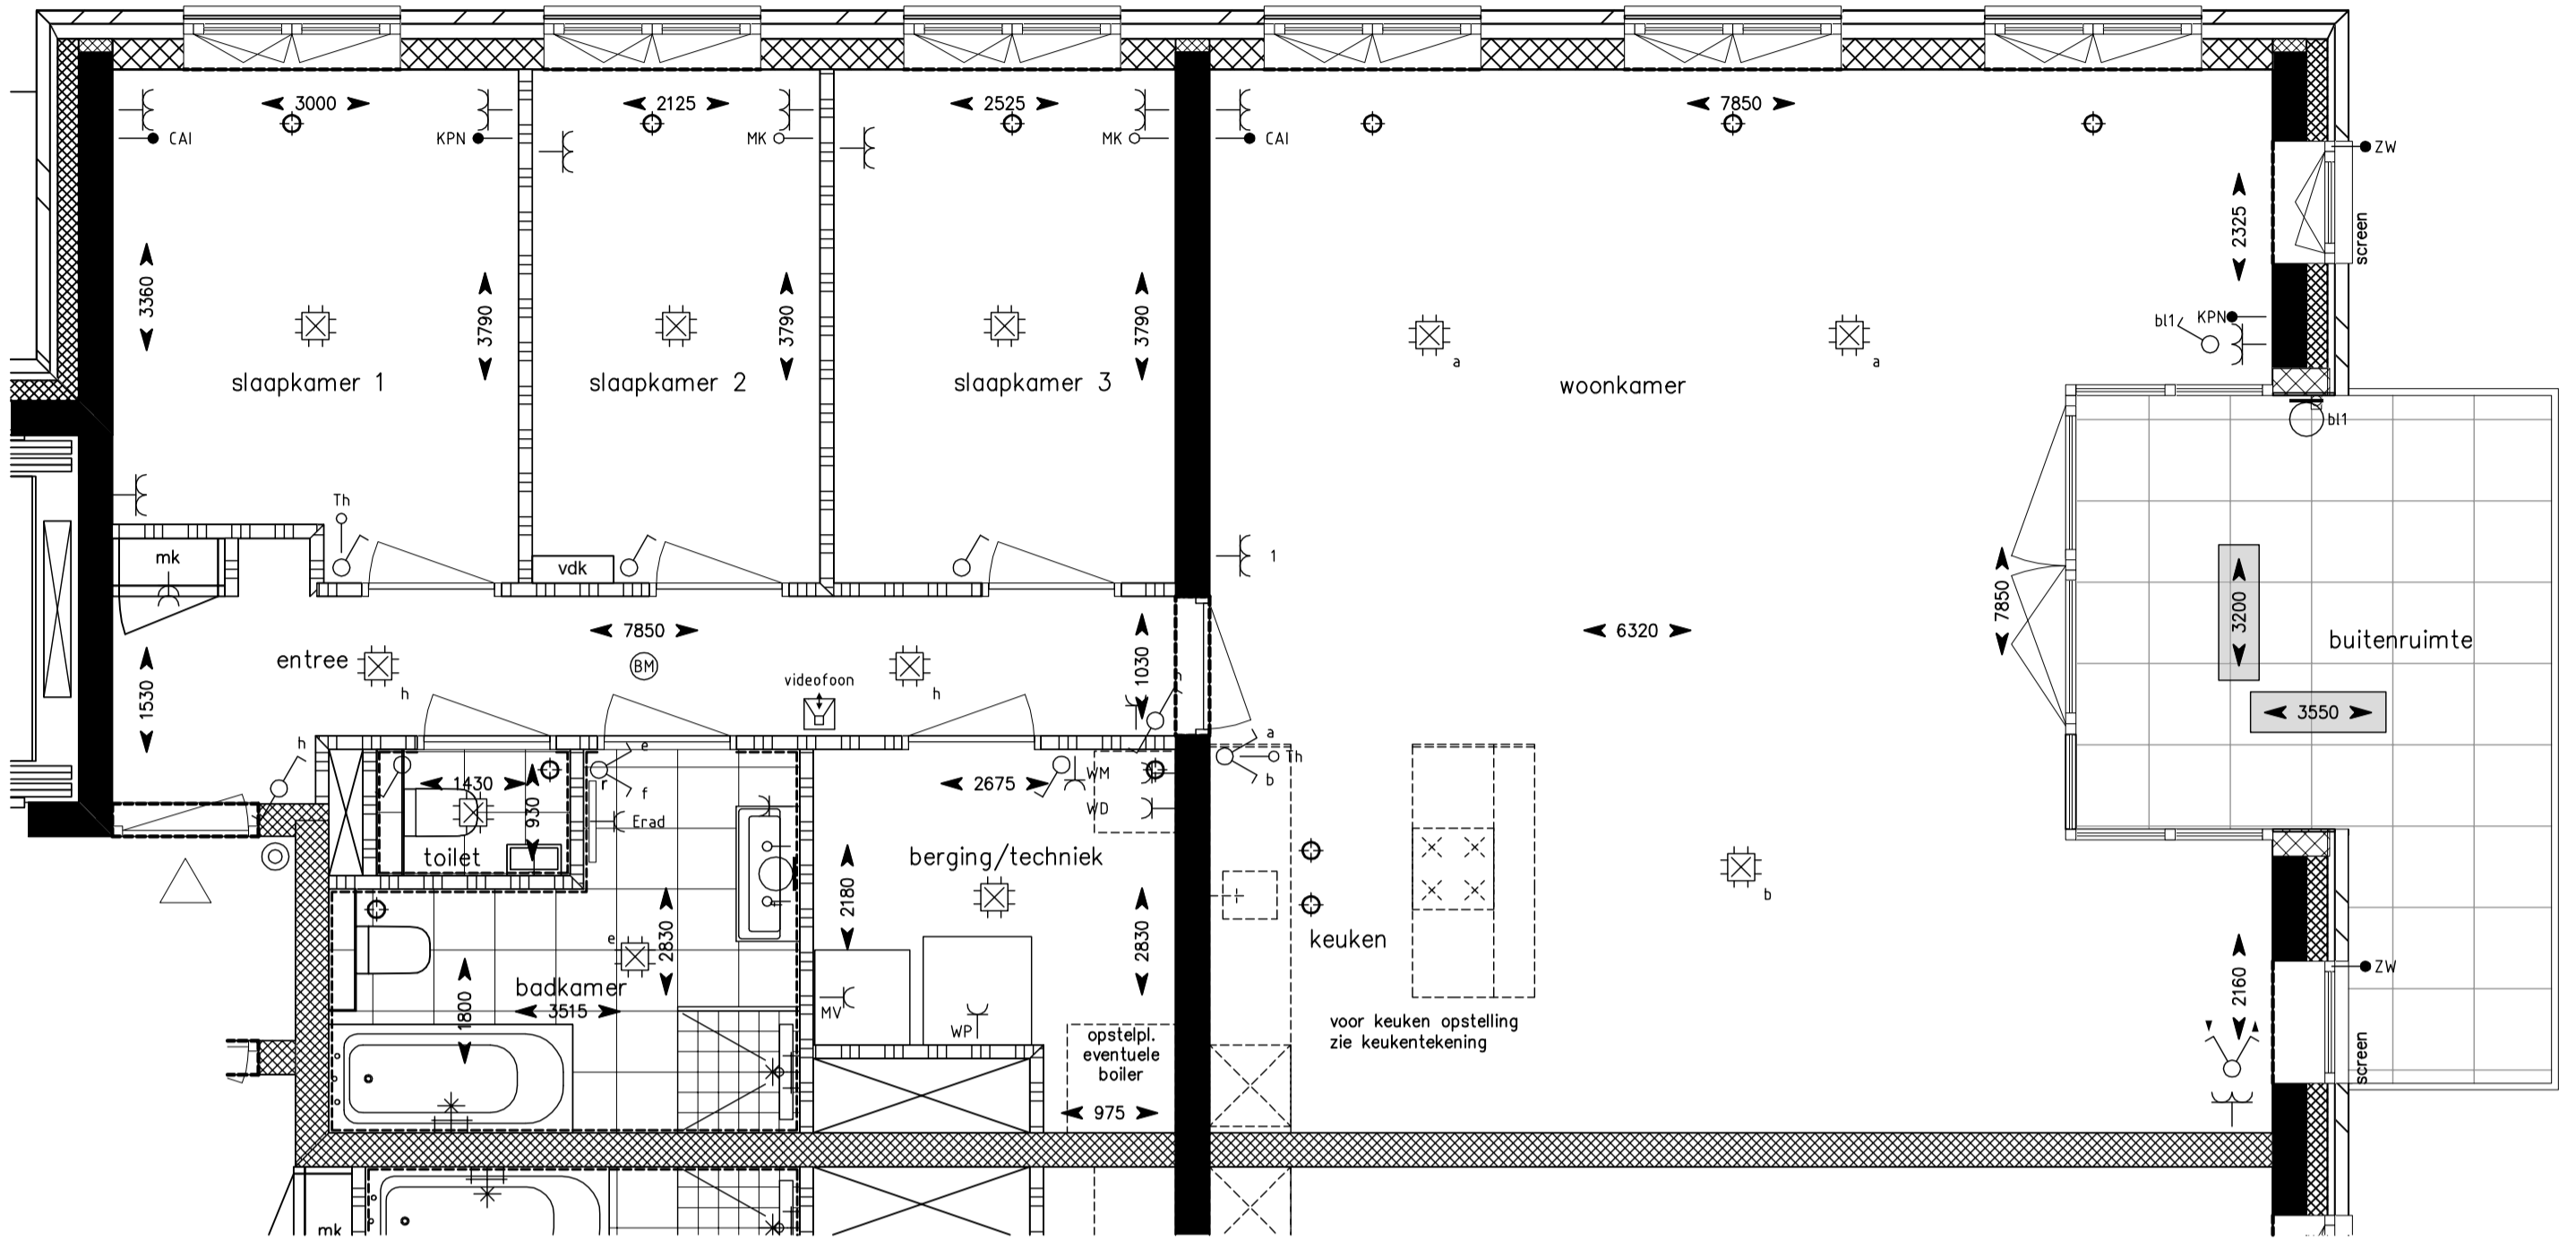 3000
2125
2525
7850
CAI
KPN
MK
MK
CAI
ZW
2325
screen
3360
3790
3790
3790
bl1
KPN
a
a
slaapkamer 1
slaapkamer 2
slaapkamer 3
woonkamer
bl1
Th
mk
vdk
1
7850
3200
7850
6320
1030
buitenruimte
entree
BM
h
h
videofoon
g
1530
3550
h
e
a
Th
b
r
f
1430
930
2675
WM
WD
Erad
toilet
berging/techniek
2180
2830
2830
b
keuken
e
badkamer
3515
1800
MV
WP
voor keuken opstelling
zie keukentekening
opstelpl.
eventuele
boiler
975
ZW
2160
screen
mk